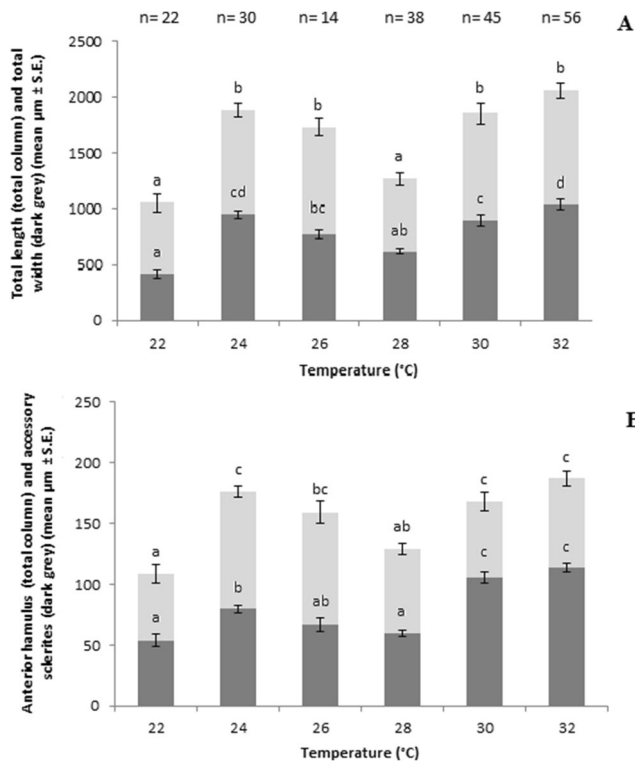 n= 22 n= 30 n= 14 n= 38 n= 45 n= 56
A
Total length (total column) and total
width (dark grey) (mean µm ± S.E.)
2500
2000
1500
1000
500
0
a b b a b b
a cd bc ab c d
22 24 26 28 30 32
Temperature (°C)
B
Anterior hamulus (total column) and accessory
sclerites (dark grey) (mean µm ± S.E.)
250
200
150
100
50
0
a c bc ab c c
a b ab a c c
22 24 26 28 30 32
Temperature (°C)